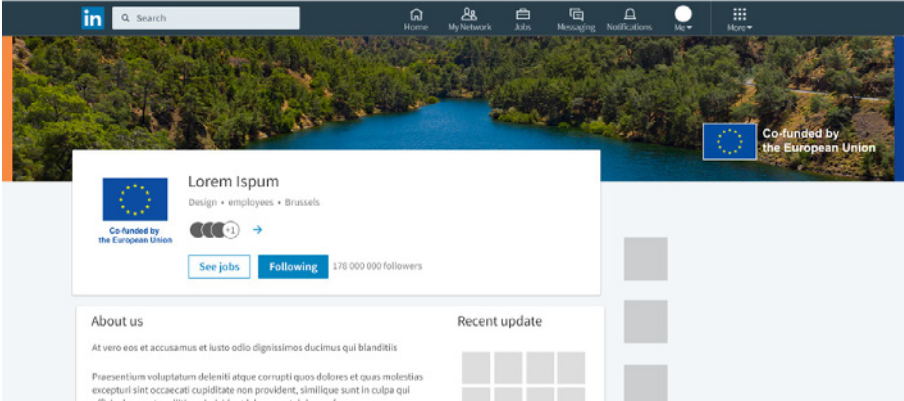 in
Search
Home
My Network
Jobs
Messaging
Notifications
Me
More
Co-funded by
the European Union
Co-funded by
the European Union
Lorem Ispum
Design • employees • Brussels
+1
See jobs
Following
178 000 000 followers
About us
At vero eos et accusamus et iusto odio dignissimos ducimus qui blanditiis
Praesentium voluptatum deleniti atque corrupti quos dolores et quas molestias
excepturi sint occaecati cupiditate non provident, similique sunt in culpa qui
Recent update